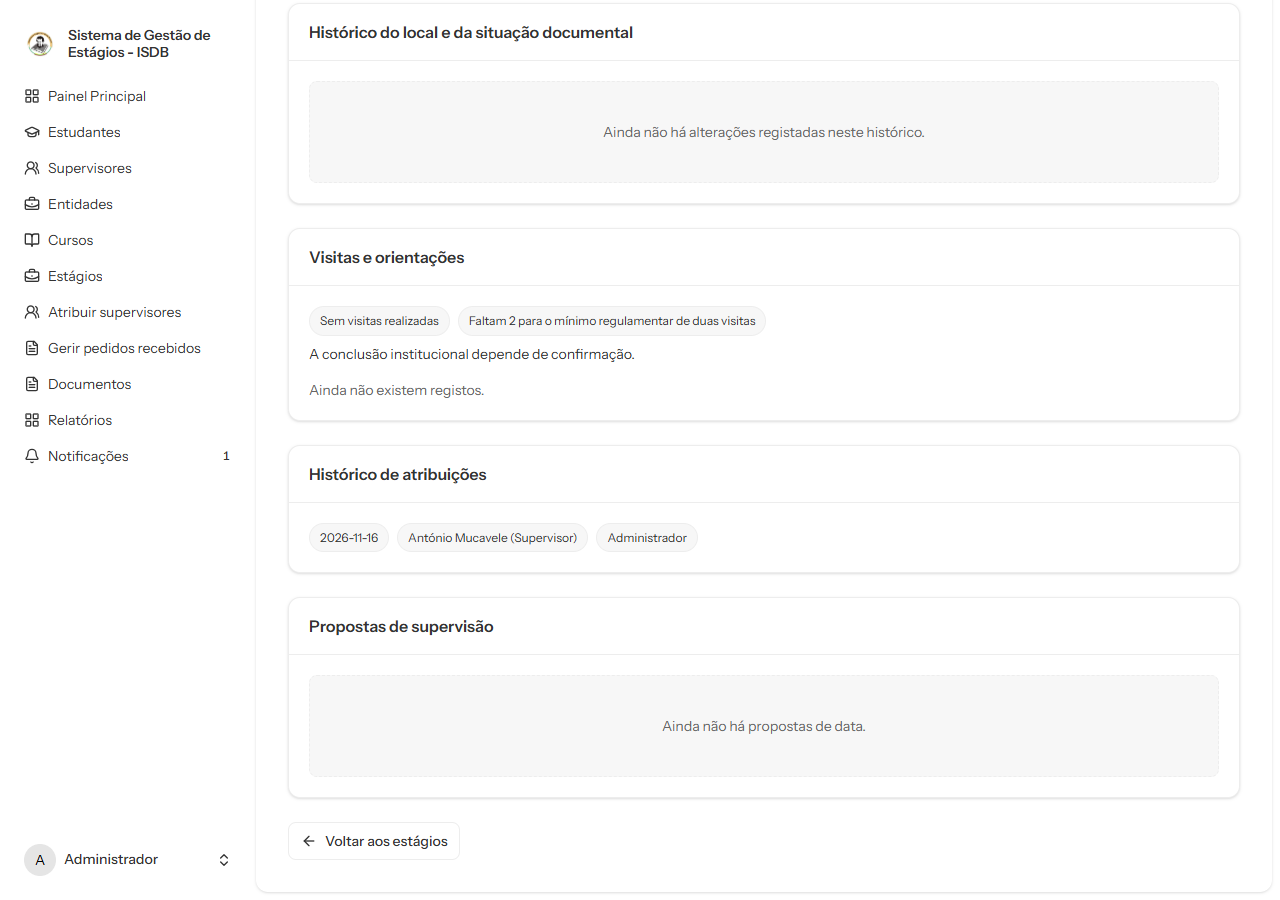 Sistema de Gestão de
Estágios - ISDB
Painel Principal
Estudantes
Supervisores
Entidades
Cursos
Estágios
Atribuir supervisores
Gerir pedidos recebidos
Documentos
Relatórios
Notificações 1
A Administrador
Histórico do local e da situação documental
Ainda não há alterações registadas neste histórico.
Visitas e orientações
Sem visitas realizadas Faltam 2 para o mínimo regulamentar de duas visitas
A conclusão institucional depende de confirmação.
Ainda não existem registos.
Histórico de atribuições
2026-11-16 António Mucavele (Supervisor) Administrador
Propostas de supervisão
Ainda não há propostas de data.
Voltar aos estágios